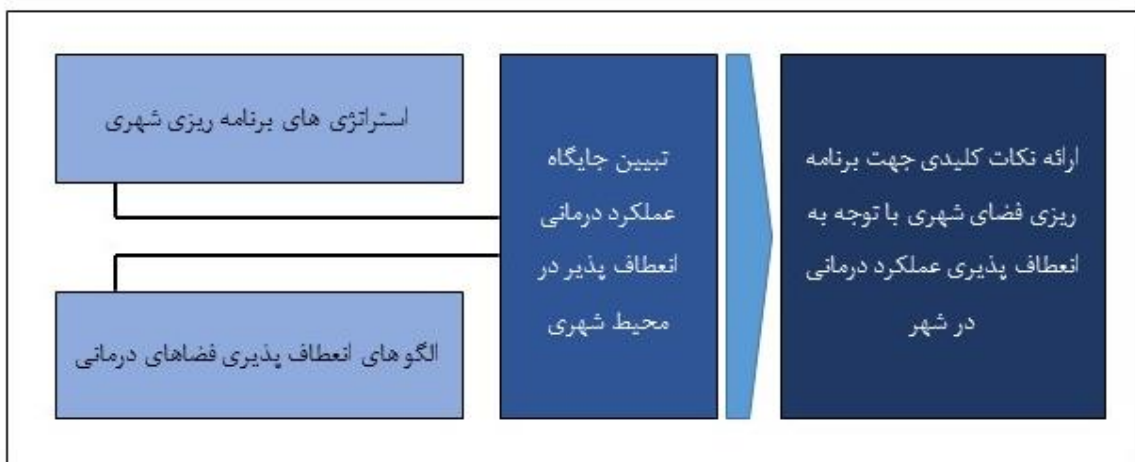 استراتژی های برنامه ریزی شهری
الگو های انعطاف پذیری فضاهای درمانی
تبیین جایگاه
عملکرد درمانی
انعطاف پذیر در
محیط شهری
ارائه نکات کلیدی جهت برنامه
ریزی فضای شهری با توجه به
انعطاف پذیری عملکرد درمانی
در شهر